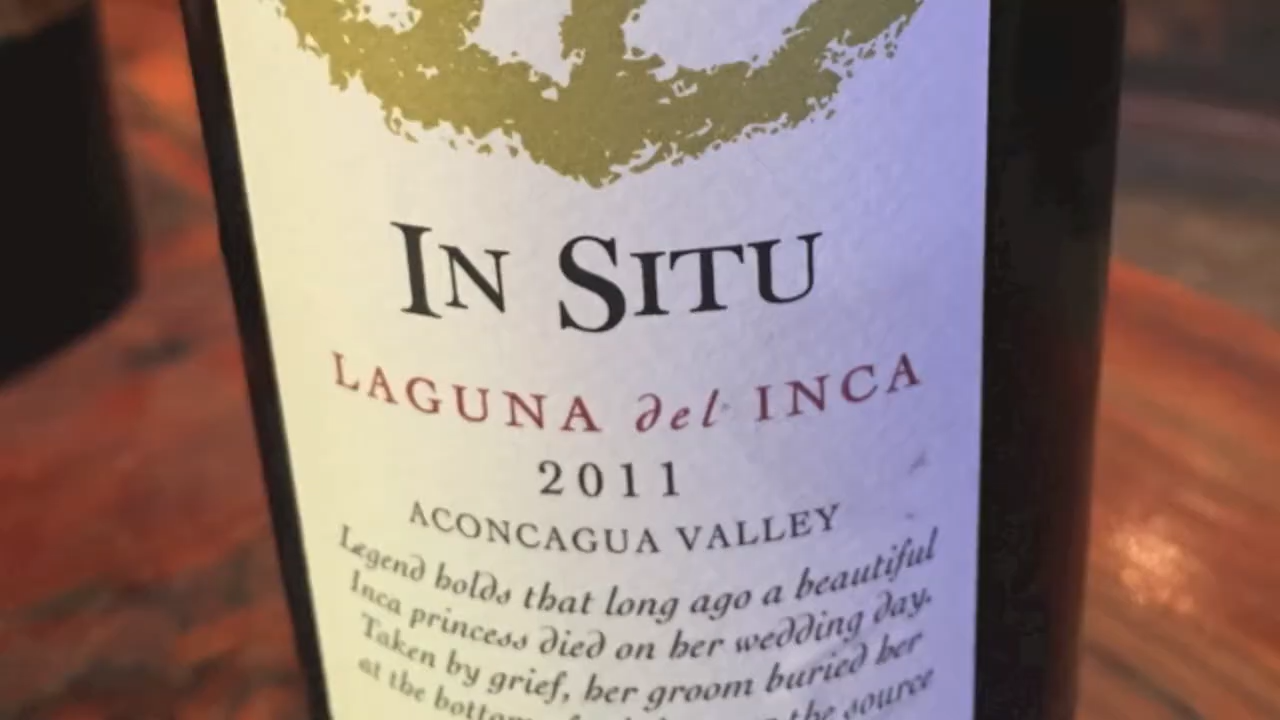 IN SITU
LAGUNA del INCA
2011
ACONCAGUA VALLEY
Legend holds that long ago a beautiful
Inca princess died on her wedding day.
Taken by grief, her groom buried her
at the the source